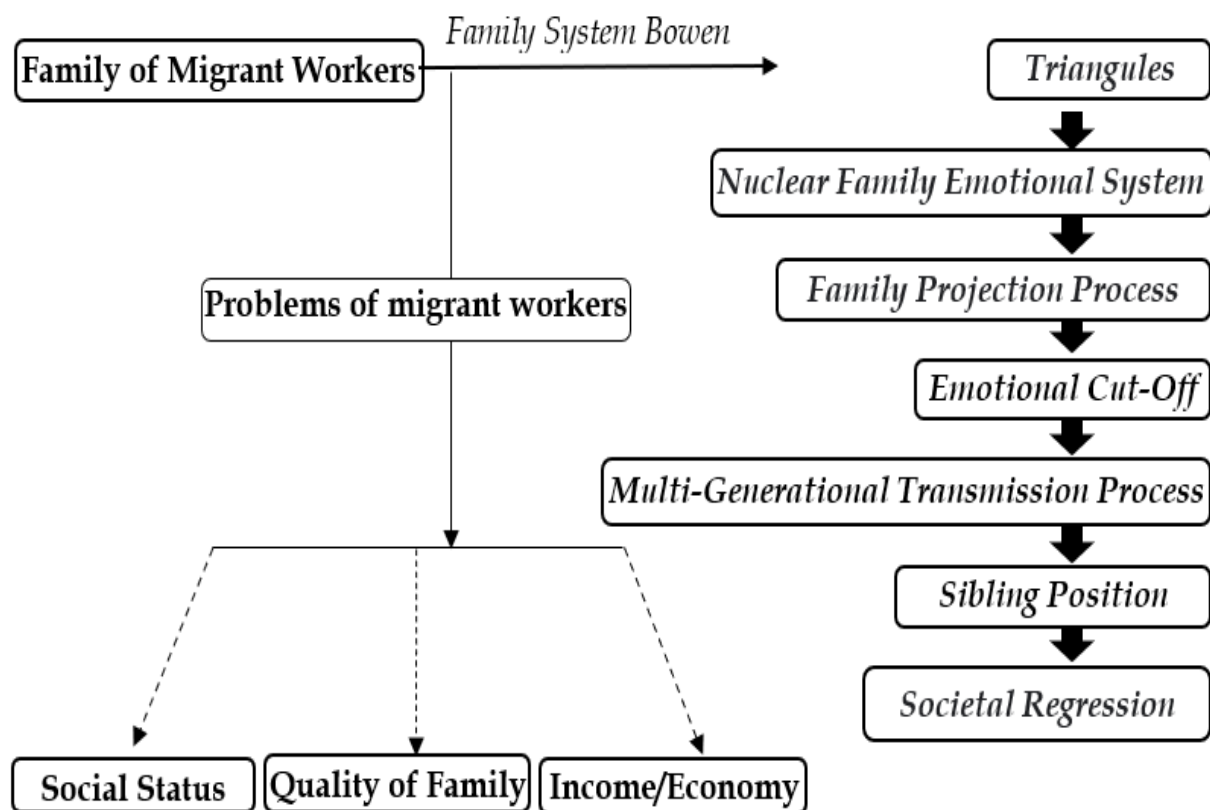 Family System Bowen
Family of Migrant Workers
Triangules
Nuclear Family Emotional System
Family Projection Process
Problems of migrant workers
Emotional Cut-Off
Multi-Generational Transmission Process
Sibling Position
Societal Regression
Social Status
Quality of Family
Income/Economy